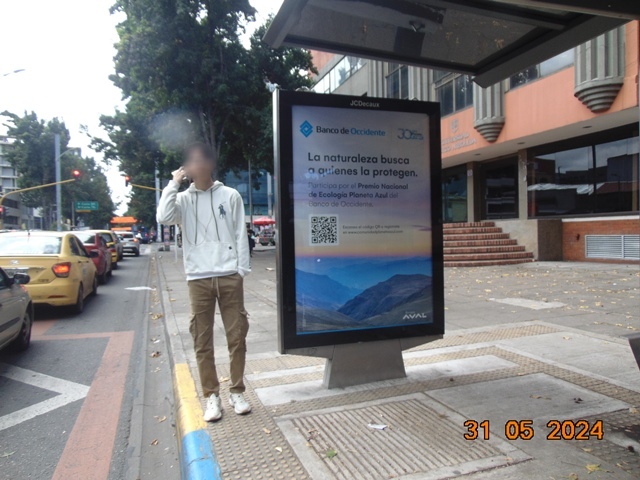 JCDecaux
Banco de Occidente
La naturaleza busca
a quienes la protegen.
Participa por el Premio Nacional
de Ecología Planeta Azul del
Banco de Occidente.
AVAL
31 05 2024